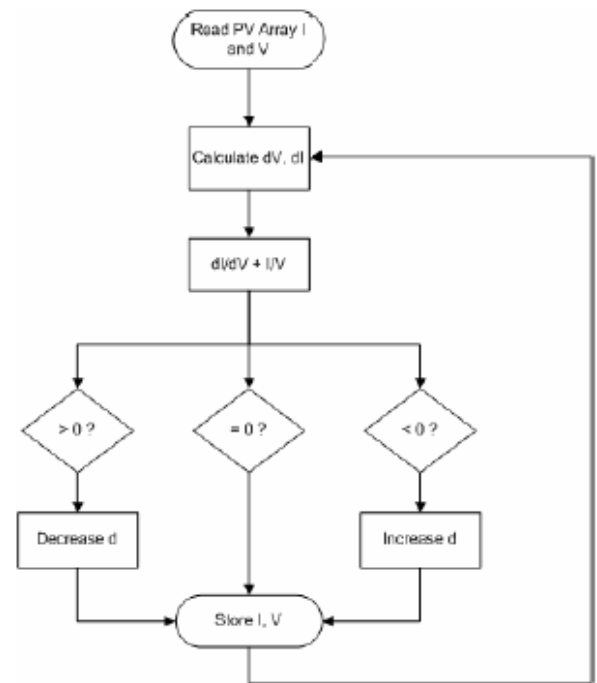 Read PV Array I
and V
Calculate dV, dI
dI/dV + I/V
> 0 ?
= 0 ?
< 0 ?
Decrease d
Increase d
Store I, V